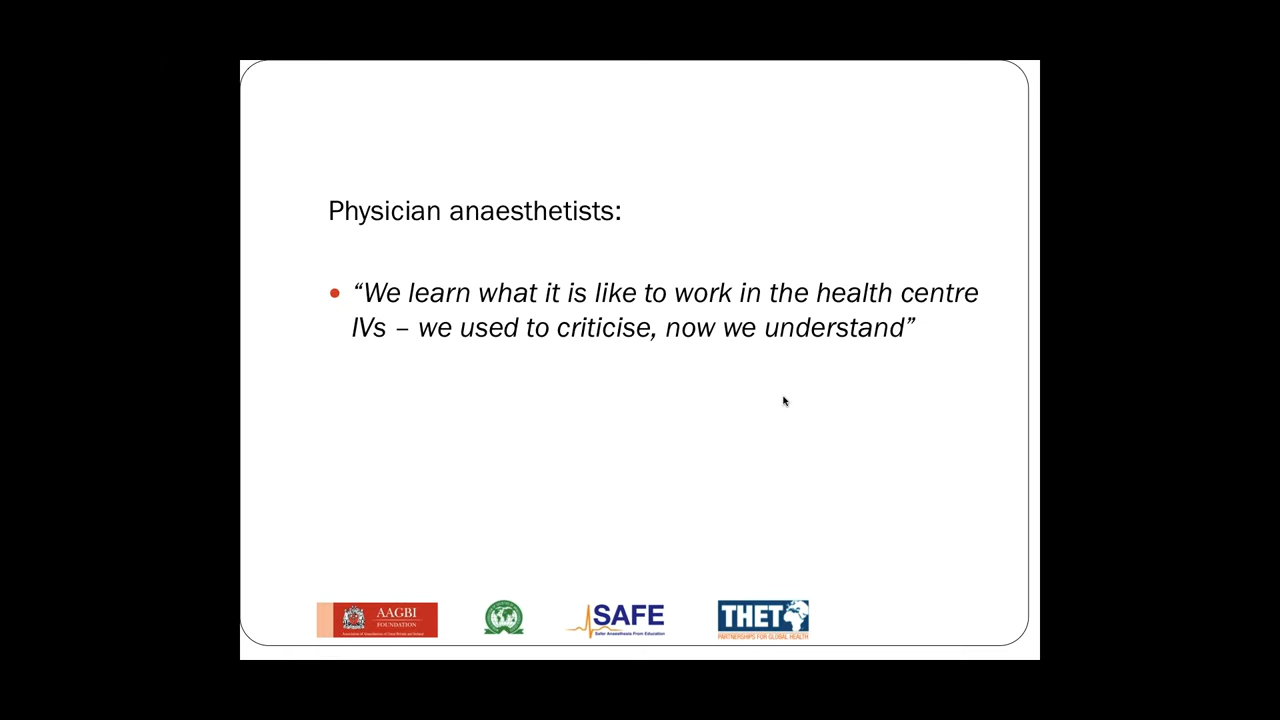 Physician anaesthetists:
• “We learn what it is like to work in the health centre
IVs – we used to criticise, now we understand”
AAGBI
FOUNDATION
SAFE
Safer Anaesthesia From Education
THET
PARTNERSHIPS FOR GLOBAL HEALTH